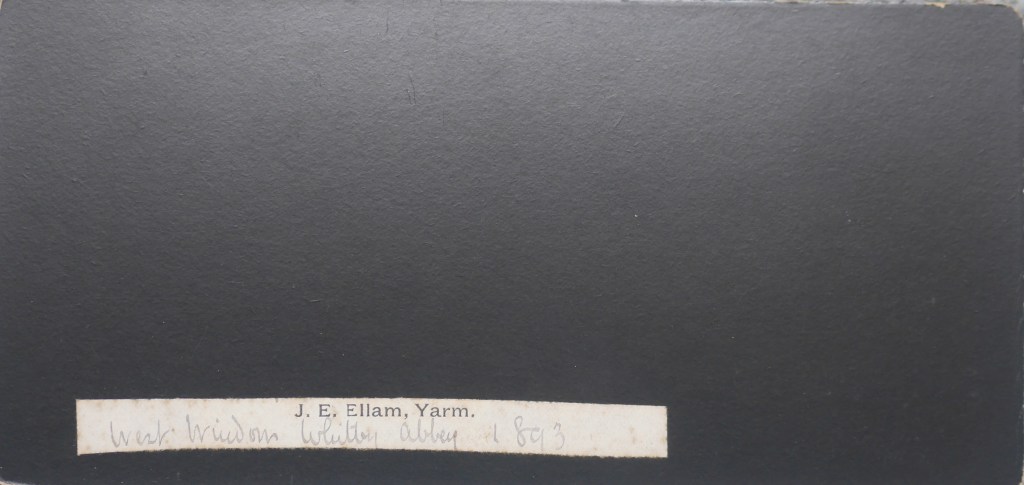 J. E. Ellam, Yarm.
West Window Whitby Abbey 1893